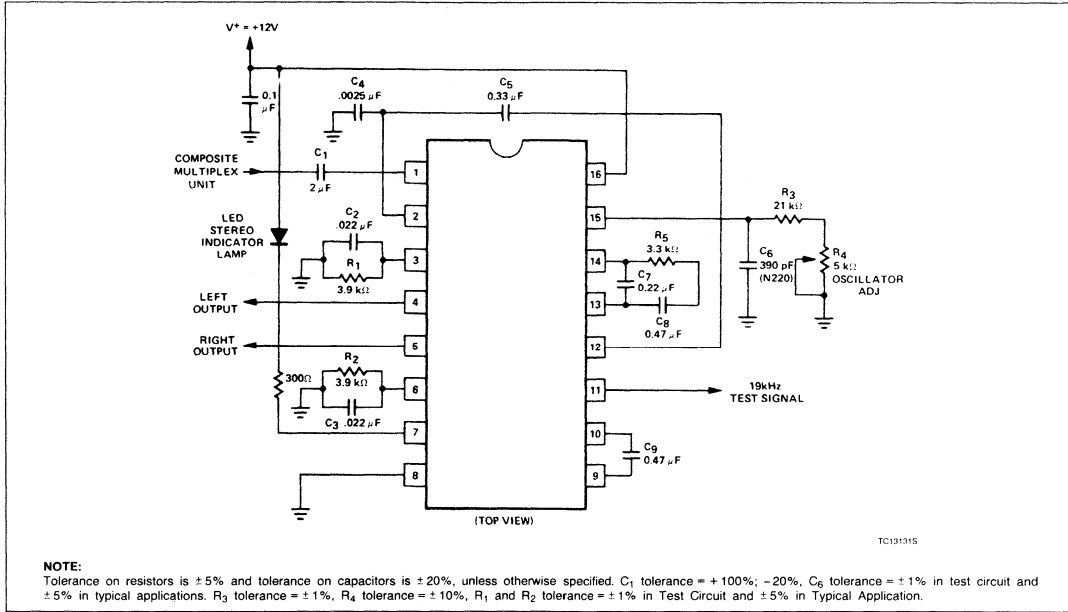 V+ = +12V
0.1
μF
C4
.0025 μF
C5
0.33 μF
COMPOSITE
MULTIPLEX
UNIT
C1
2 μF
1
16
LED
STEREO
INDICATOR
LAMP
2
15
R3
21 kΩ
C2
.022 μF
R1
3.9 kΩ
3
14
R5
3.3 kΩ
C7
0.22 μF
C6
390 pF
(N220)
R4
5 kΩ
OSCILLATOR
ADJ
LEFT
OUTPUT
4
13
C8
0.47 μF
RIGHT
OUTPUT
5
12
300Ω
R2
3.9 kΩ
C3 .022 μF
6
11
19kHz
TEST SIGNAL
7
10
C9
0.47 μF
8
9
(TOP VIEW)
TC13131S
NOTE:
Tolerance on resistors is ±5% and tolerance on capacitors is ±20%, unless otherwise specified. C1 tolerance = +100%; -20%, C6 tolerance = ±1% in test circuit and
±5% in typical applications. R3 tolerance = ±1%, R4 tolerance = ±10%, R1 and R2 tolerance = ±1% in Test Circuit and ±5% in Typical Application.